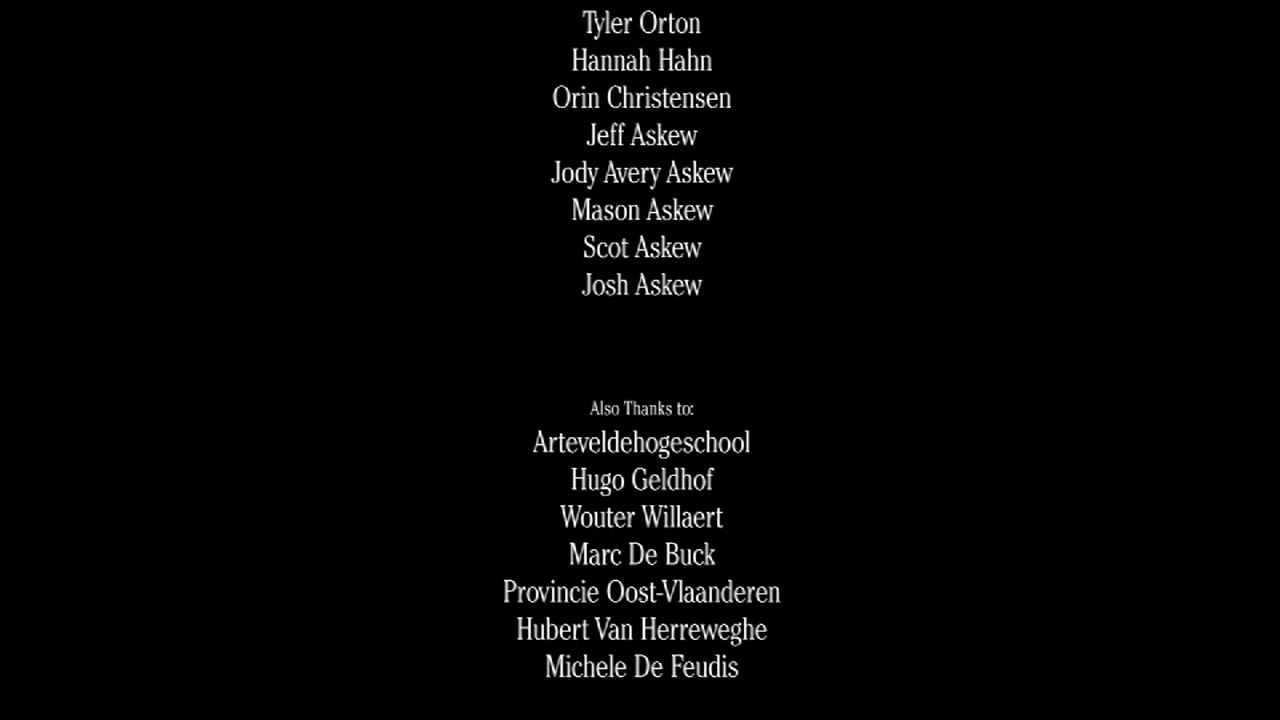 Tyler Orton
Hannah Hahn
Orin Christensen
Jeff Askew
Jody Avery Askew
Mason Askew
Scot Askew
Josh Askew
Also Thanks to:
Arteveldehogeschool
Hugo Geldhof
Wouter Willaert
Marc De Buck
Provincie Oost-Vlaanderen
Hubert Van Herreweghe
Michele De Feudis